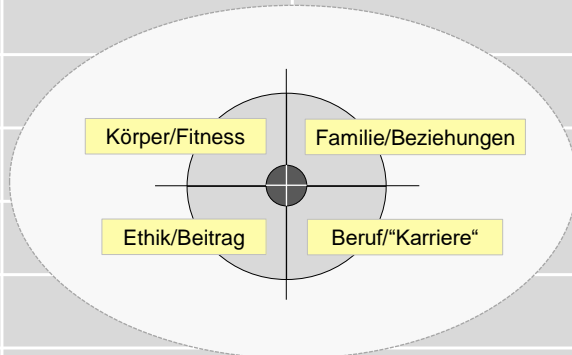 Körper/Fitness
Familie/Beziehungen
Ethik/Beitrag
Beruf/“Karriere“